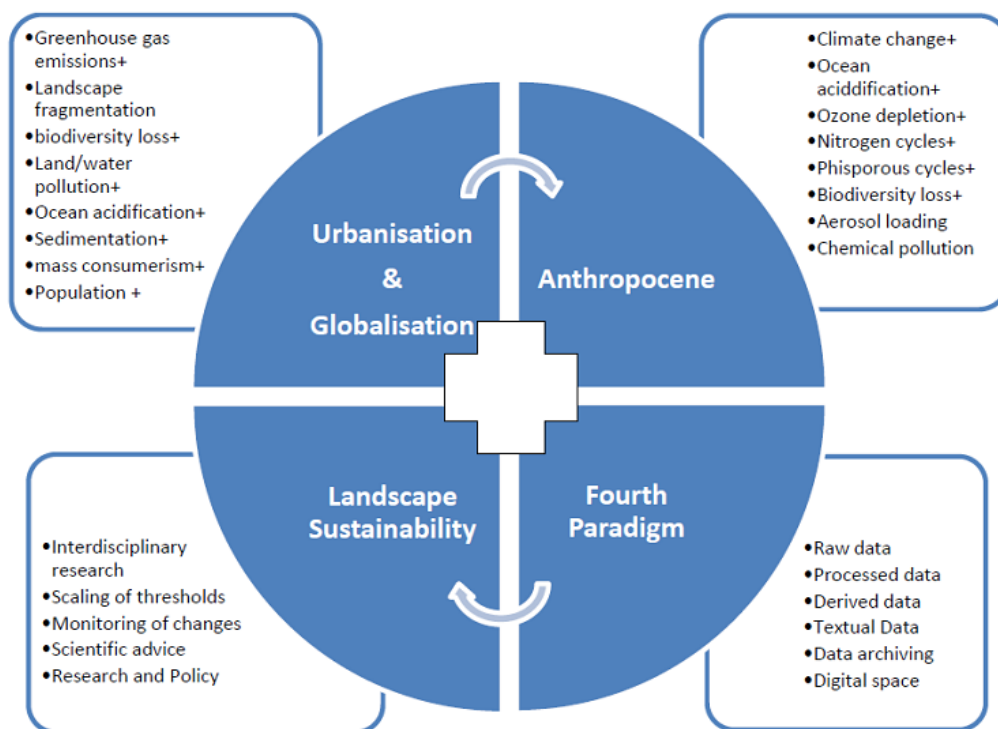 •Greenhouse gas
emissions+
•Landscape
fragmentation
•biodiversity loss+
•Land/water
pollution+
•Ocean acidification+
•Sedimentation+
•mass consumerism+
•Population +
•Climate change+
•Ocean
aciddification+
•Ozone depletion+
•Nitrogen cycles+
•Phisporous cycles+
•Biodiversity loss+
•Aerosol loading
•Chemical pollution
Urbanisation
&
Globalisation
Anthropocene
Landscape
Sustainability
Fourth
Paradigm
•Interdisciplinary
research
•Scaling of thresholds
•Monitoring of changes
•Scientific advice
•Research and Policy
•Raw data
•Processed data
•Derived data
•Textual Data
•Data archiving
•Digital space